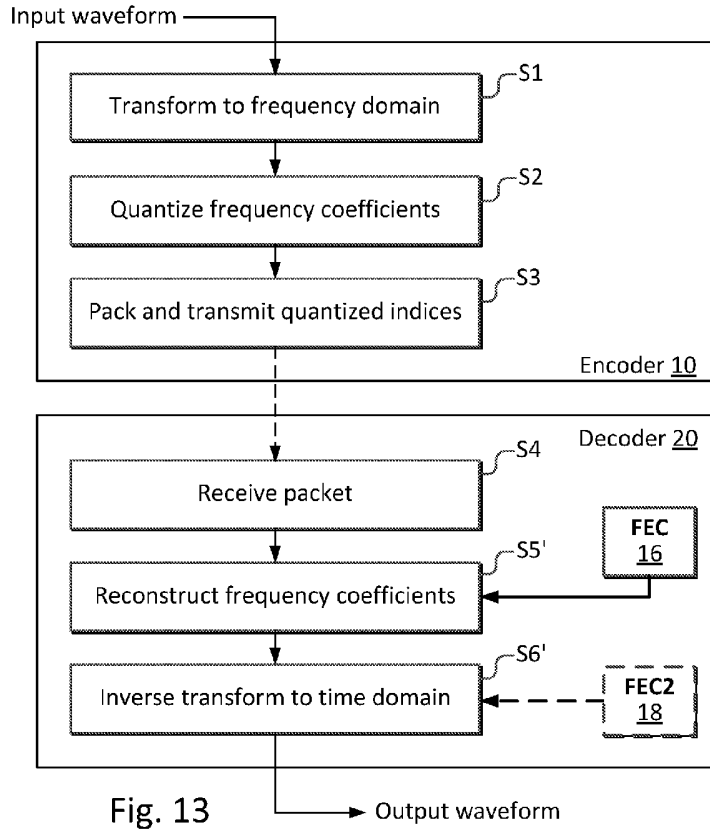 Input waveform
S1
Transform to frequency domain
S2
Quantize frequency coefficients
S3
Pack and transmit quantized indices
Encoder 10
Decoder 20
S4
Receive packet
FEC
16
S5'
Reconstruct frequency coefficients
S6'
Inverse transform to time domain
FEC2
18
Fig. 13
Output waveform